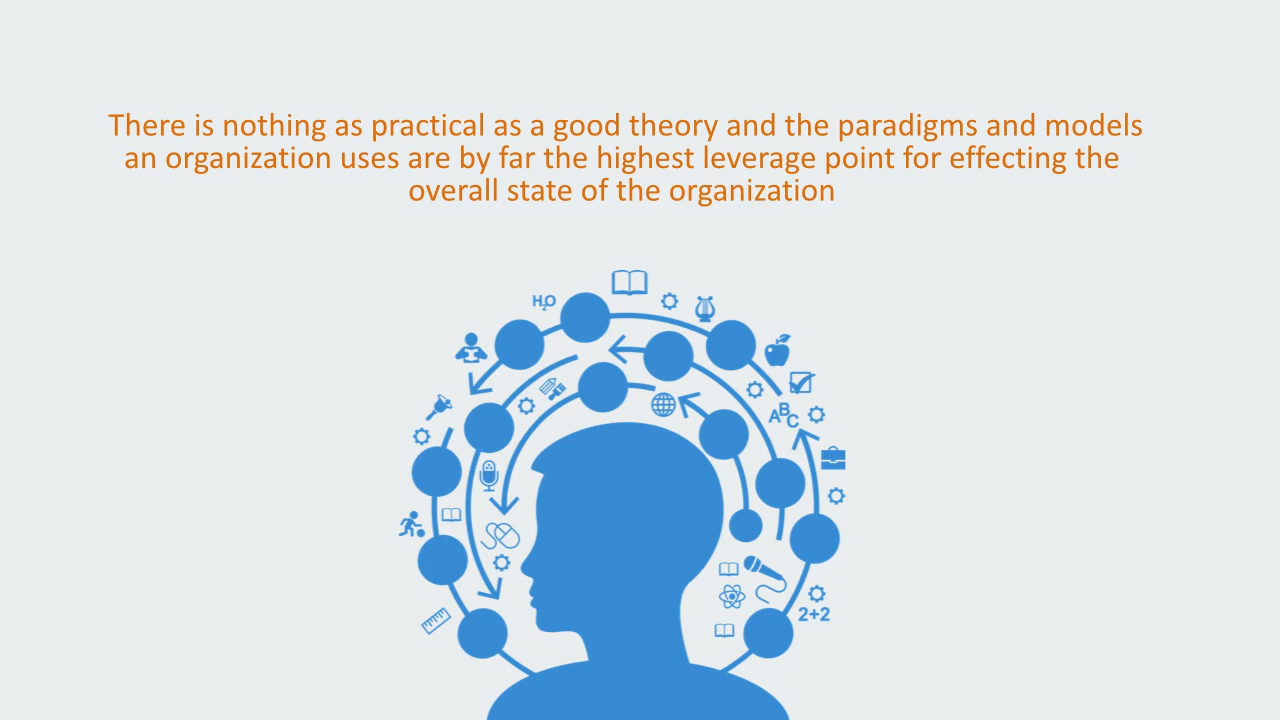 There is nothing as practical as a good theory and the paradigms and models
an organization uses are by far the highest leverage point for effecting the
overall state of the organization
H2O
ABC
2+2